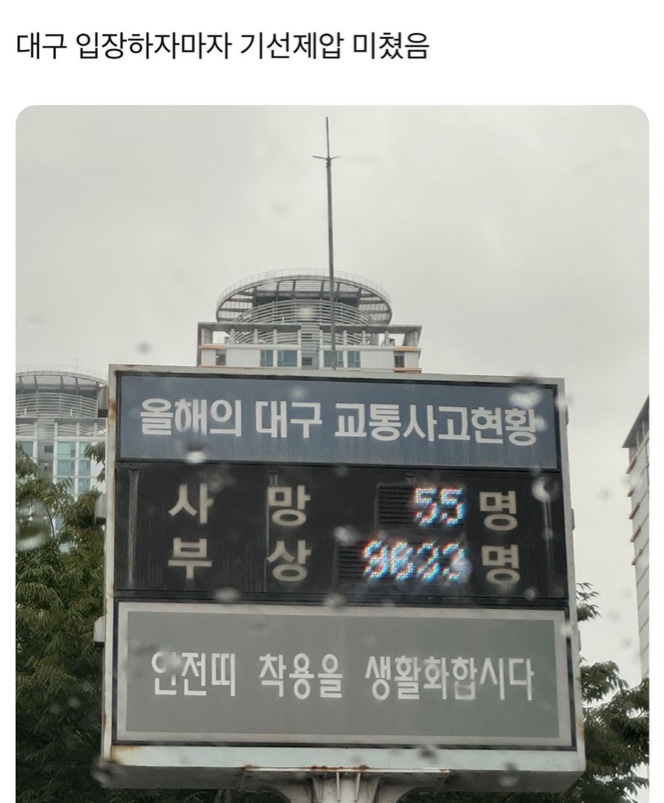 대구 입장하자마자 기선제압 미쳤음
올해의 대구 교통사고현황
사 망 55 명
부 상 명
안전띠 착용을 생활화합시다